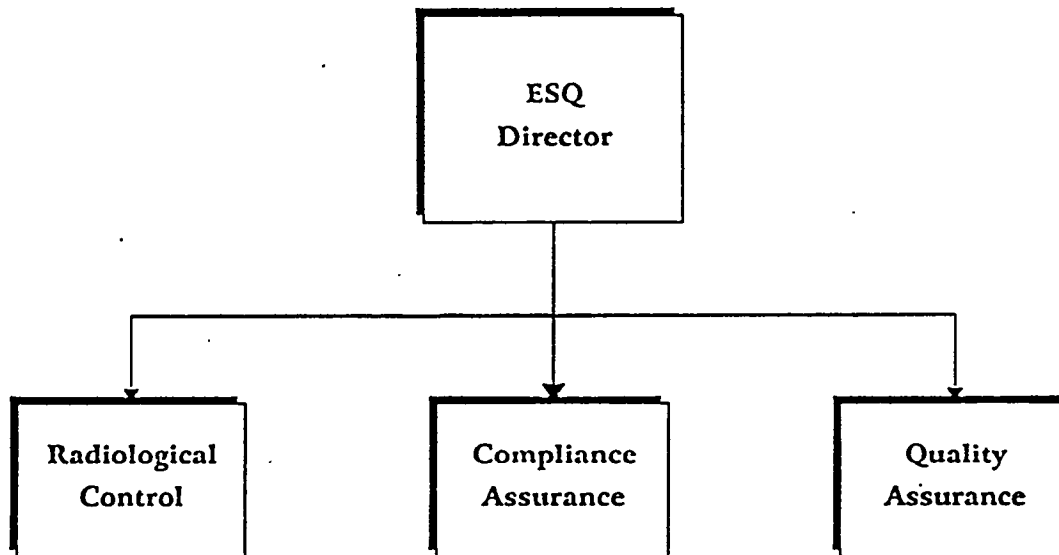 ESQ
Director
Radiological
Control
Compliance
Assurance
Quality
Assurance